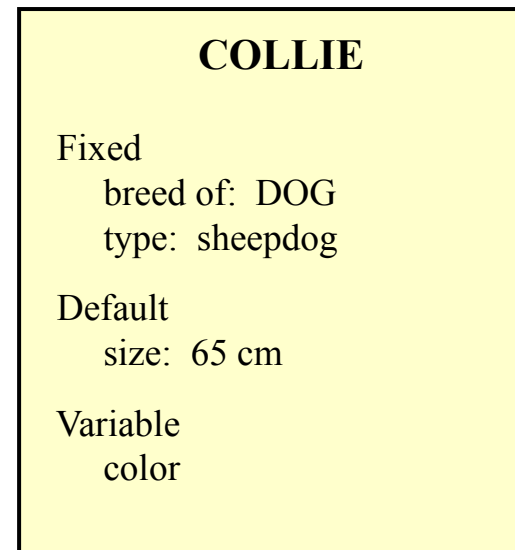 COLLIE
Fixed
breed of: DOG
type: sheepdog
Default
size: 65 cm
Variable
color